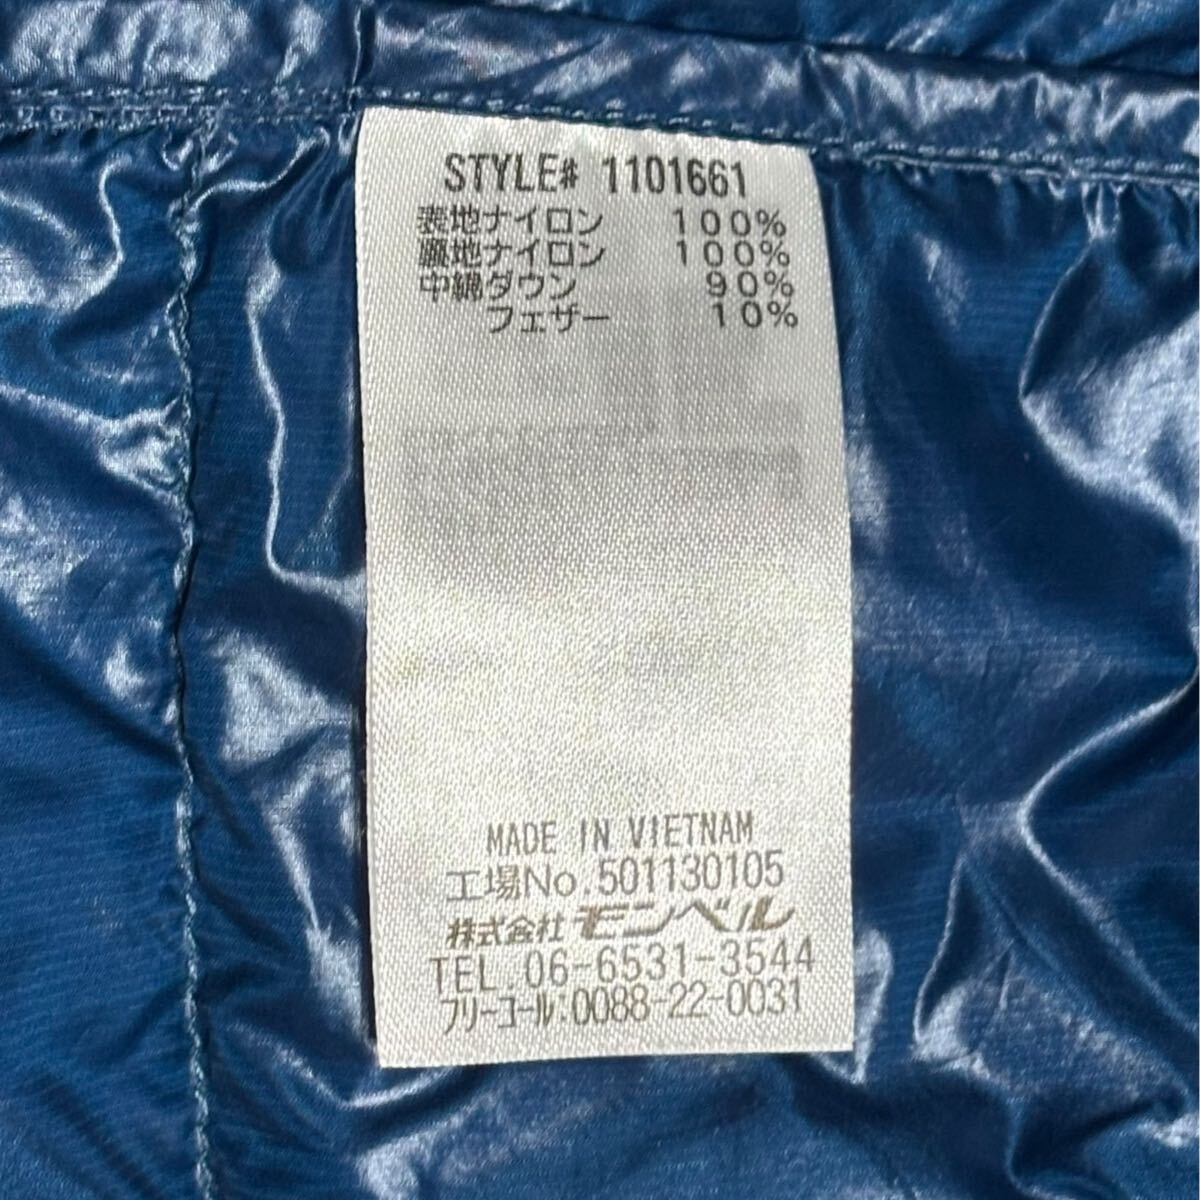 STYLE# 1101661
表地ナイロン 100%
裏地ナイロン 100%
中綿ダウン 90%
フェザー 10%
MADE IN VIETNAM
工場No.501130105
株式会社モンベル
TEL.06-6531-3544
フリーコール:0088-22-0031